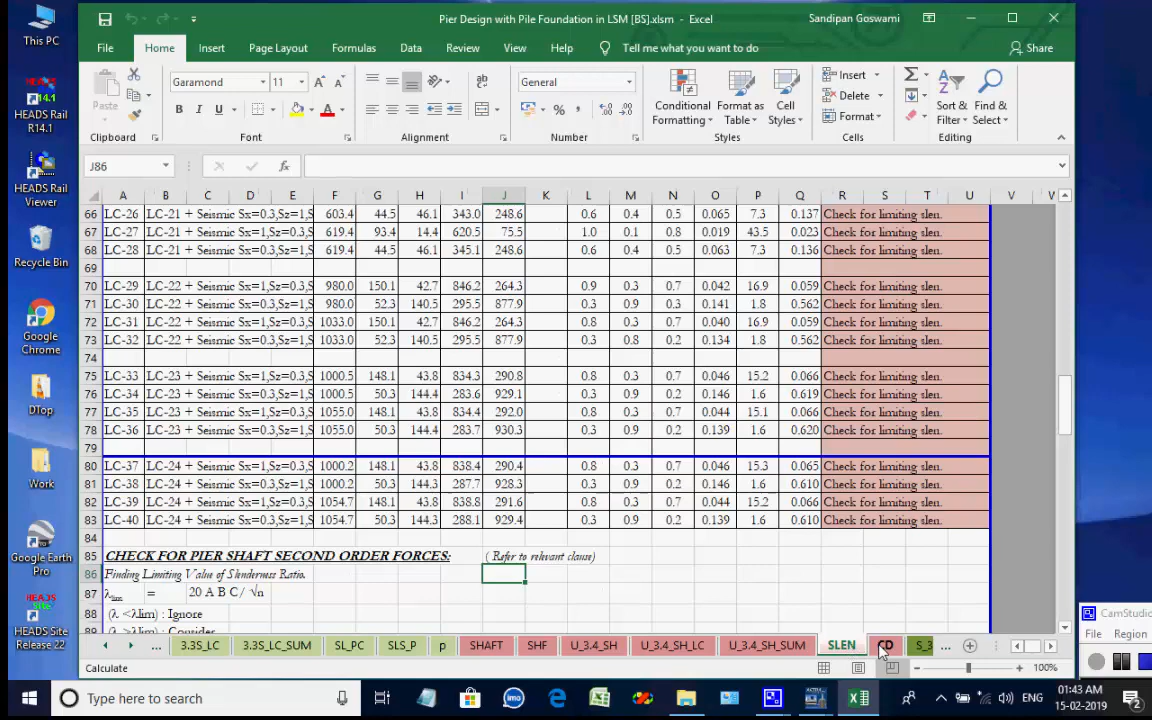 This PC
HEADS Rail
R14.1
HEADS Rail
Viewer
Recycle Bin
Google
Chrome
DTop
Work
Google Earth
Pro
HEADS Site
Release 22
Pier Design with Pile Foundation in LSM [BS].xlsm - Excel
Sandipan Goswami
File Home Insert Page Layout Formulas Data Review View Help Tell me what you want to do Share
Paste
Clipboard
Garamond 11
B I U
Font
Alignment
General
Number
Conditional Formatting
Format as Table
Cell Styles
Styles
Insert
Delete
Format
Cells
Sort & Filter
Find & Select
Editing
J86
fx
A B C D E F G H I J K L M N O P Q R S T U V
66 LC-26 LC-21 + Seismic Sx=0.3,Sz=1,S 603.4 44.5 46.1 343.0 248.6 0.6 0.4 0.5 0.065 7.3 0.137 Check for limiting slen.
67 LC-27 LC-21 + Seismic Sx=1,Sz=0.3,S 619.4 93.4 14.4 620.5 75.5 1.0 0.1 0.8 0.019 43.5 0.023 Check for limiting slen.
68 LC-28 LC-21 + Seismic Sx=0.3,Sz=1,S 619.4 44.5 46.1 345.1 248.6 0.6 0.4 0.5 0.063 7.3 0.136 Check for limiting slen.
69
70 LC-29 LC-22 + Seismic Sx=1,Sz=0.3,S 980.0 150.1 42.7 846.2 264.3 0.9 0.3 0.7 0.042 16.9 0.059 Check for limiting slen.
71 LC-30 LC-22 + Seismic Sx=0.3,Sz=1,S 980.0 52.3 140.5 295.5 877.9 0.3 0.9 0.3 0.141 1.8 0.562 Check for limiting slen.
72 LC-31 LC-22 + Seismic Sx=1,Sz=0.3,S 1033.0 150.1 42.7 846.2 264.3 0.8 0.3 0.7 0.040 16.9 0.059 Check for limiting slen.
73 LC-32 LC-22 + Seismic Sx=0.3,Sz=1,S 1033.0 52.3 140.5 295.5 877.9 0.3 0.8 0.2 0.134 1.8 0.562 Check for limiting slen.
74
75 LC-33 LC-23 + Seismic Sx=1,Sz=0.3,S 1000.5 148.1 43.8 834.3 290.8 0.8 0.3 0.7 0.046 15.2 0.066 Check for limiting slen.
76 LC-34 LC-23 + Seismic Sx=0.3,Sz=1,S 1000.5 50.3 144.4 283.6 929.1 0.3 0.9 0.2 0.146 1.6 0.619 Check for limiting slen.
77 LC-35 LC-23 + Seismic Sx=1,Sz=0.3,S 1055.0 148.1 43.8 834.4 292.0 0.8 0.3 0.7 0.044 15.1 0.066 Check for limiting slen.
78 LC-36 LC-23 + Seismic Sx=0.3,Sz=1,S 1055.0 50.3 144.4 283.7 930.3 0.3 0.9 0.2 0.139 1.6 0.620 Check for limiting slen.
79
80 LC-37 LC-24 + Seismic Sx=1,Sz=0.3,S 1000.2 148.1 43.8 838.4 290.4 0.8 0.3 0.7 0.046 15.3 0.065 Check for limiting slen.
81 LC-38 LC-24 + Seismic Sx=0.3,Sz=1,S 1000.2 50.3 144.3 287.7 928.3 0.3 0.9 0.2 0.146 1.6 0.610 Check for limiting slen.
82 LC-39 LC-24 + Seismic Sx=1,Sz=0.3,S 1054.7 148.1 43.8 838.8 291.6 0.8 0.3 0.7 0.044 15.2 0.066 Check for limiting slen.
83 LC-40 LC-24 + Seismic Sx=0.3,Sz=1,S 1054.7 50.3 144.3 288.1 929.4 0.3 0.9 0.2 0.139 1.6 0.610 Check for limiting slen.
84
85 CHECK FOR PIER SHAFT SECOND ORDER FORCES: ( Refer to relevant clause)
86 Finding Limiting Value of Slenderness Ratio.
87 λlim = 20 A B C/ √n
88 (λ <λlim) : Ignore
89 (λ >λlim) : Consider
... 3.3S_LC 3.3S_LC_SUM SL_PC SLS_P p SHAFT SHF U_3.4_SH U_3.4_SH_LC U_3.4_SH_SUM SLEN CD S_3 ...
Calculate
100%
CamStudio
File Region
Type here to search
imo
ENG
01:43 AM
15-02-2019
2